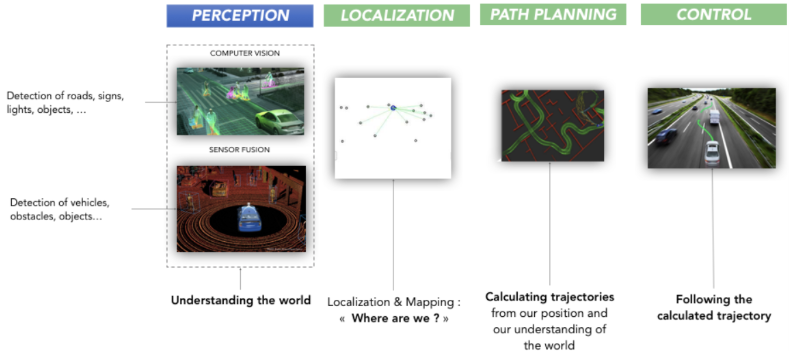 PERCEPTION
LOCALIZATION
PATH PLANNING
CONTROL
COMPUTER VISION
Detection of roads, signs,
lights, objects, …
SENSOR FUSION
Detection of vehicles,
obstacles, objects…
Understanding the world
Localization & Mapping :
« Where are we ? »
Calculating trajectories
from our position and
our understanding of
the world
Following the
calculated trajectory